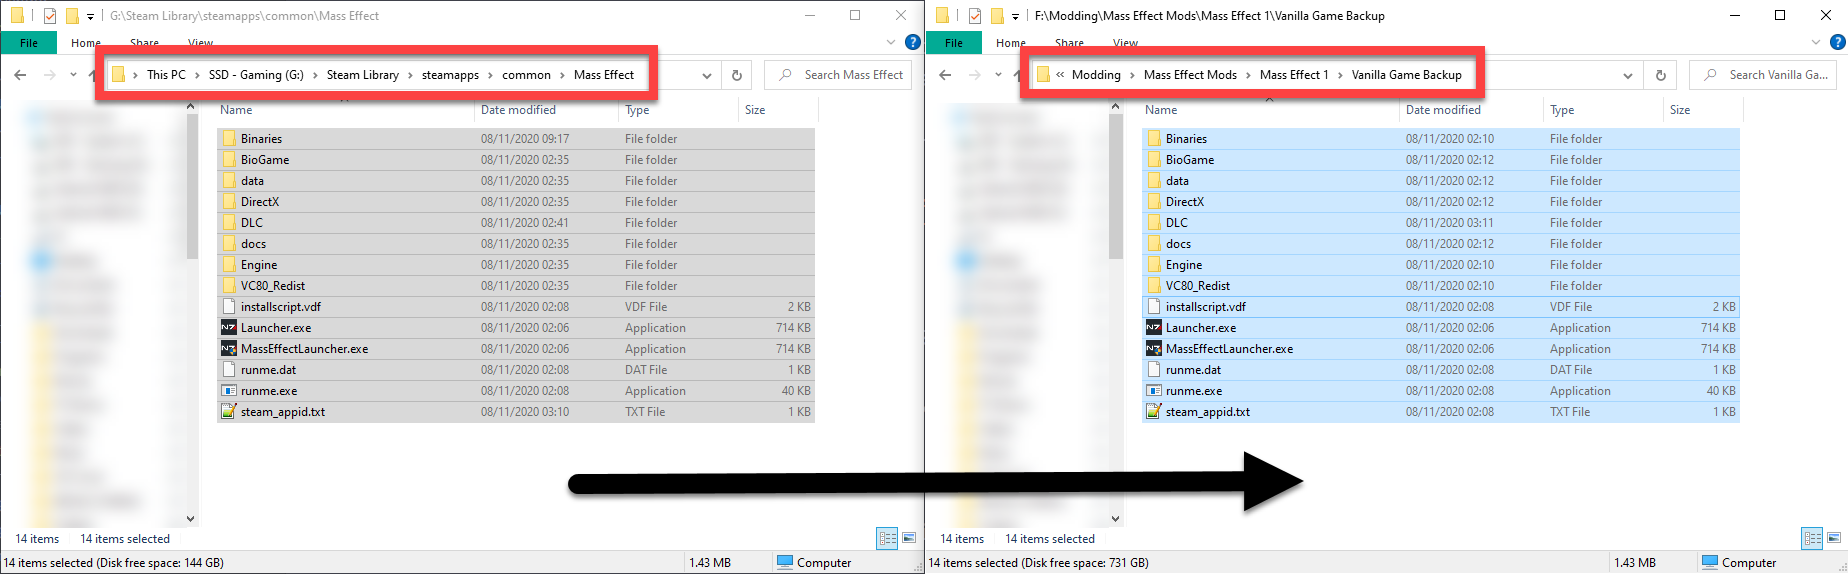 G:\Steam Library\steamapps\common\Mass Effect
File Home Share View
This PC > SSD - Gaming (G:) > Steam Library > steamapps > common > Mass Effect
Search Mass Effect
Name Date modified Type Size
Binaries 08/11/2020 09:17 File folder
BioGame 08/11/2020 02:35 File folder
data 08/11/2020 02:35 File folder
DirectX 08/11/2020 02:35 File folder
DLC 08/11/2020 02:41 File folder
docs 08/11/2020 02:35 File folder
Engine 08/11/2020 02:35 File folder
VC80_Redist 08/11/2020 02:35 File folder
installscript.vdf 08/11/2020 02:08 VDF File 2 KB
Launcher.exe 08/11/2020 02:06 Application 714 KB
MassEffectLauncher.exe 08/11/2020 02:06 Application 714 KB
runme.dat 08/11/2020 02:08 DAT File 1 KB
runme.exe 08/11/2020 02:08 Application 40 KB
steam_appid.txt 08/11/2020 03:10 TXT File 1 KB
14 items 14 items selected
14 items selected (Disk free space: 144 GB) 1.43 MB Computer
F:\Modding\Mass Effect Mods\Mass Effect 1\Vanilla Game Backup
File Home Share View
« Modding > Mass Effect Mods > Mass Effect 1 > Vanilla Game Backup
Search Vanilla Ga...
Name Date modified Type Size
Binaries 08/11/2020 02:10 File folder
BioGame 08/11/2020 02:12 File folder
data 08/11/2020 02:12 File folder
DirectX 08/11/2020 02:12 File folder
DLC 08/11/2020 03:11 File folder
docs 08/11/2020 02:12 File folder
Engine 08/11/2020 02:10 File folder
VC80_Redist 08/11/2020 02:10 File folder
installscript.vdf 08/11/2020 02:08 VDF File 2 KB
Launcher.exe 08/11/2020 02:06 Application 714 KB
MassEffectLauncher.exe 08/11/2020 02:06 Application 714 KB
runme.dat 08/11/2020 02:08 DAT File 1 KB
runme.exe 08/11/2020 02:08 Application 40 KB
steam_appid.txt 08/11/2020 02:08 TXT File 1 KB
14 items 14 items selected
14 items selected (Disk free space: 731 GB) 1.43 MB Computer